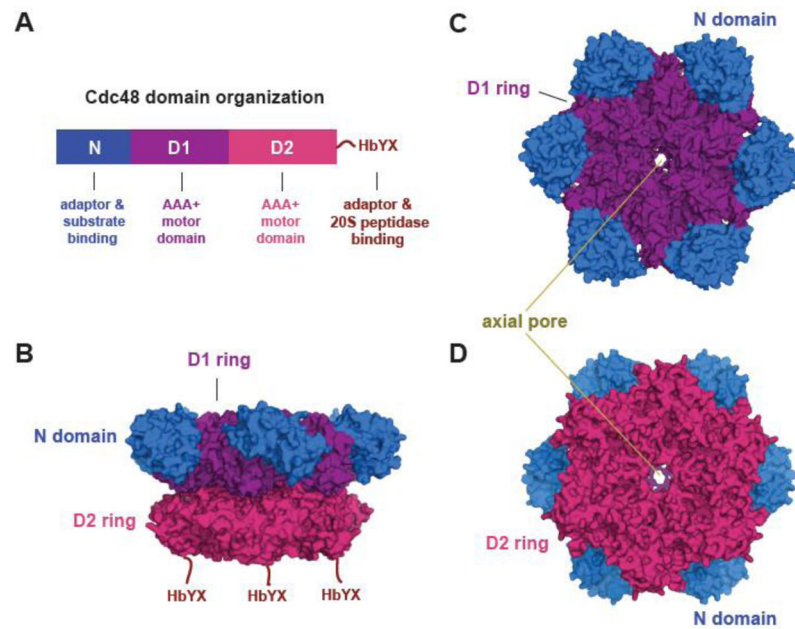 A
Cdc48 domain organization
N D1 D2 HbYX
adaptor &
substrate
binding
AAA+
motor
domain
AAA+
motor
domain
adaptor &
20S peptidase
binding
B
D1 ring
N domain
D2 ring
HbYX HbYX HbYX
C
N domain
D1 ring
axial pore
D
D2 ring
N domain